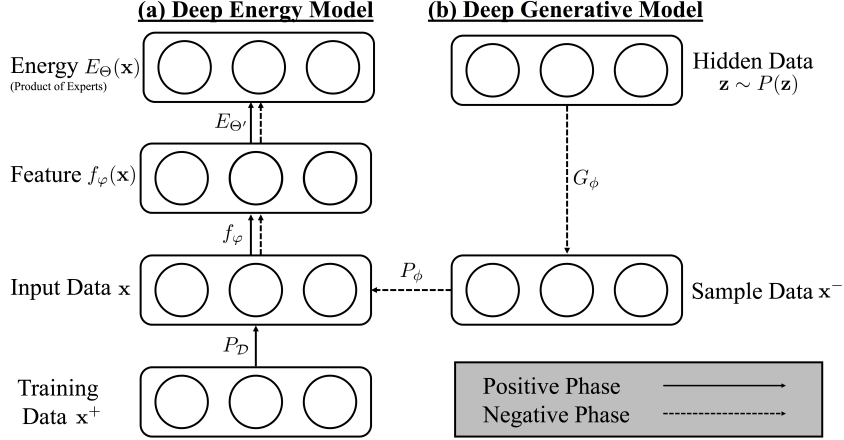 (a) Deep Energy Model
(b) Deep Generative Model
Energy E_Θ(x)
(Product of Experts)
Hidden Data
z ∼ P(z)
E_Θ′
Feature f_φ(x)
G_ϕ
f_φ
Input Data x
P_ϕ
Sample Data x⁻
P_𝒟
Training
Data x⁺
Positive Phase
Negative Phase